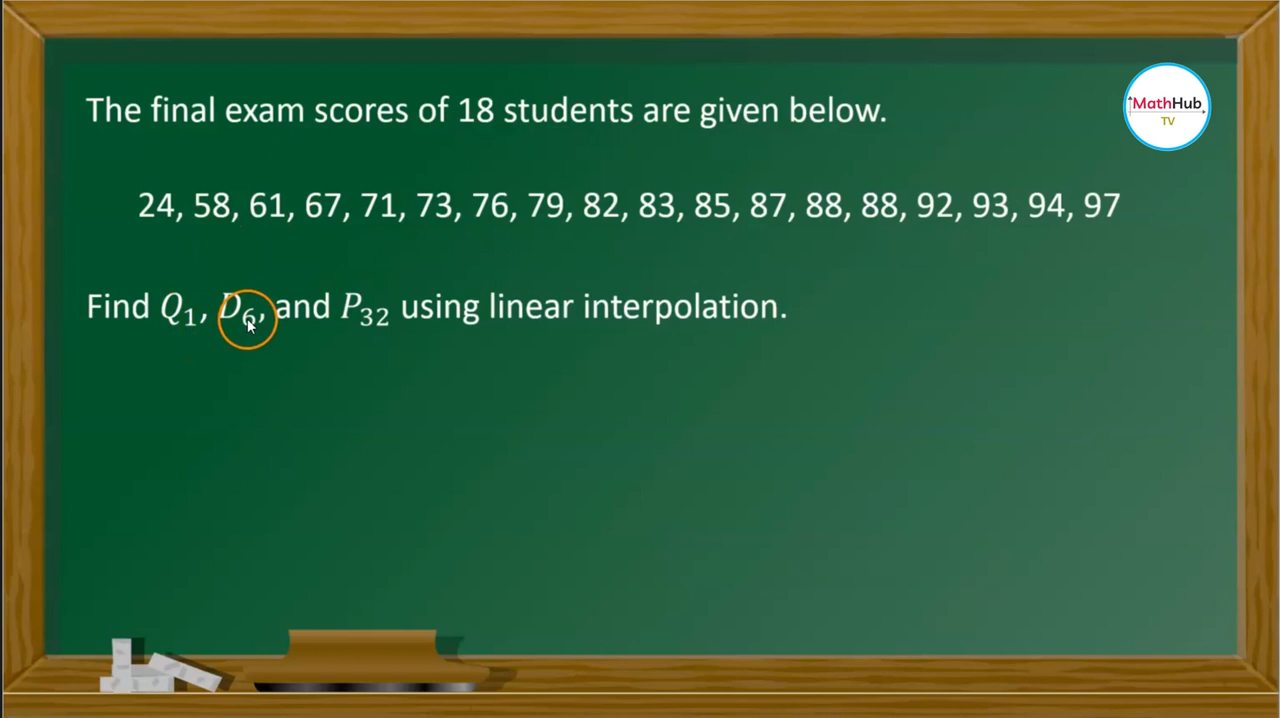 The final exam scores of 18 students are given below.
MathHub
TV
24, 58, 61, 67, 71, 73, 76, 79, 82, 83, 85, 87, 88, 88, 92, 93, 94, 97
Find Q₁, D₆, and P₃₂ using linear interpolation.